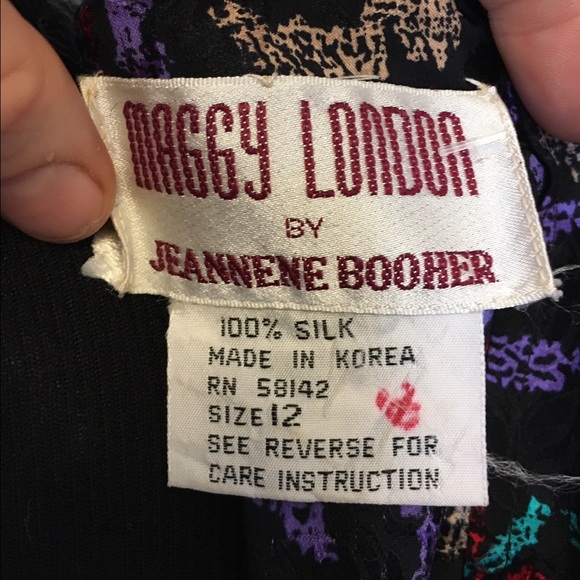 MAGGY LONDON
BY
JEANNENE BOOHER
100% SILK
MADE IN KOREA
RN 58142
SIZE 12
SEE REVERSE FOR
CARE INSTRUCTION